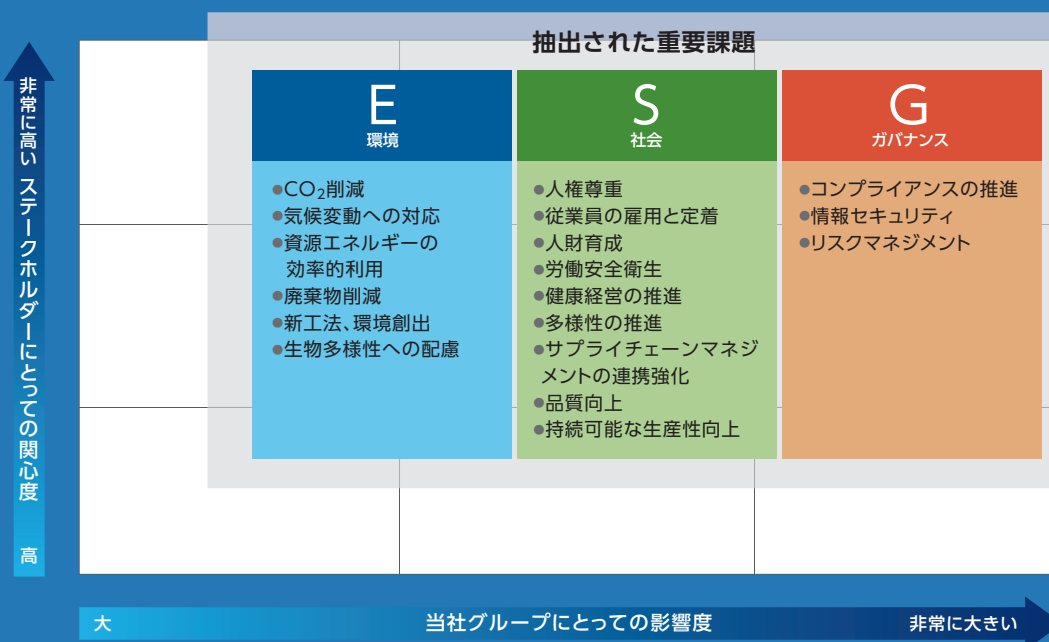 抽出された重要課題
E
環境
●CO₂削減
●気候変動への対応
●資源エネルギーの
効率的利用
●廃棄物削減
●新工法、環境創出
●生物多様性への配慮
S
社会
●人権尊重
●従業員の雇用と定着
●人財育成
●労働安全衛生
●健康経営の推進
●多様性の推進
●サプライチェーンマネジ
メントの連携強化
●品質向上
●持続可能な生産性向上
G
ガバナンス
●コンプライアンスの推進
●情報セキュリティ
●リスクマネジメント
非常に高い
ステークホルダーにとっての関心度
高
大
当社グループにとっての影響度
非常に大きい